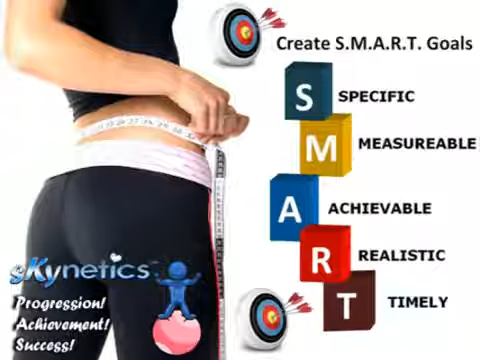 Create S.M.A.R.T. Goals
S SPECIFIC
M MEASUREABLE
A ACHIEVABLE
R REALISTIC
T TIMELY
sKynetics
Progression!
Achievement!
Success!